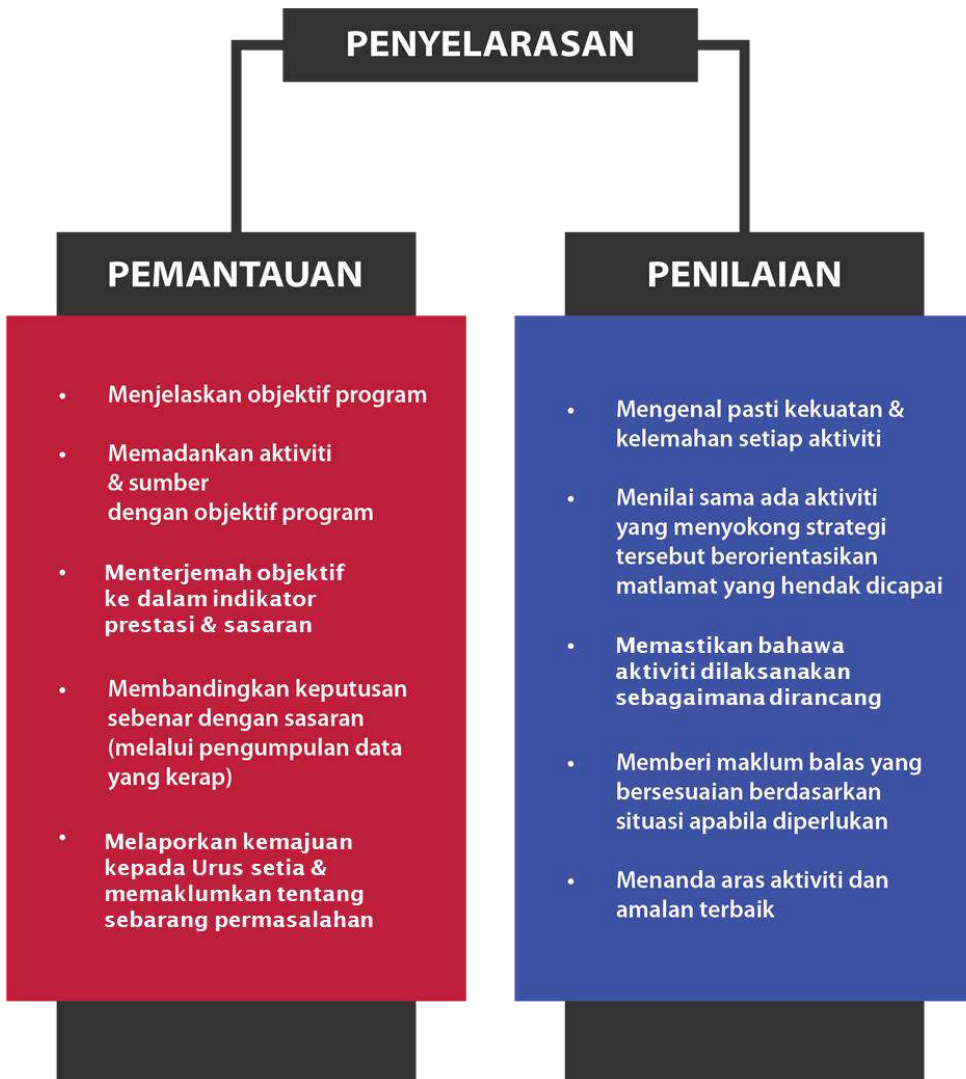 PENYELARASAN
PEMANTAUAN
• Menjelaskan objektif program
• Memadankan aktiviti
& sumber
dengan objektif program
• Menterjemah objektif
ke dalam indikator
prestasi & sasaran
• Membandingkan keputusan
sebenar dengan sasaran
(melalui pengumpulan data
yang kerap)
• Melaporkan kemajuan
kepada Urus setia &
memaklumkan tentang
sebarang permasalahan
PENILAIAN
• Mengenal pasti kekuatan &
kelemahan setiap aktiviti
• Menilai sama ada aktiviti
yang menyokong strategi
tersebut berorientasikan
matlamat yang hendak dicapai
• Memastikan bahawa
aktiviti dilaksanakan
sebagaimana dirancang
• Memberi maklum balas yang
bersesuaian berdasarkan
situasi apabila diperlukan
• Menanda aras aktiviti dan
amalan terbaik